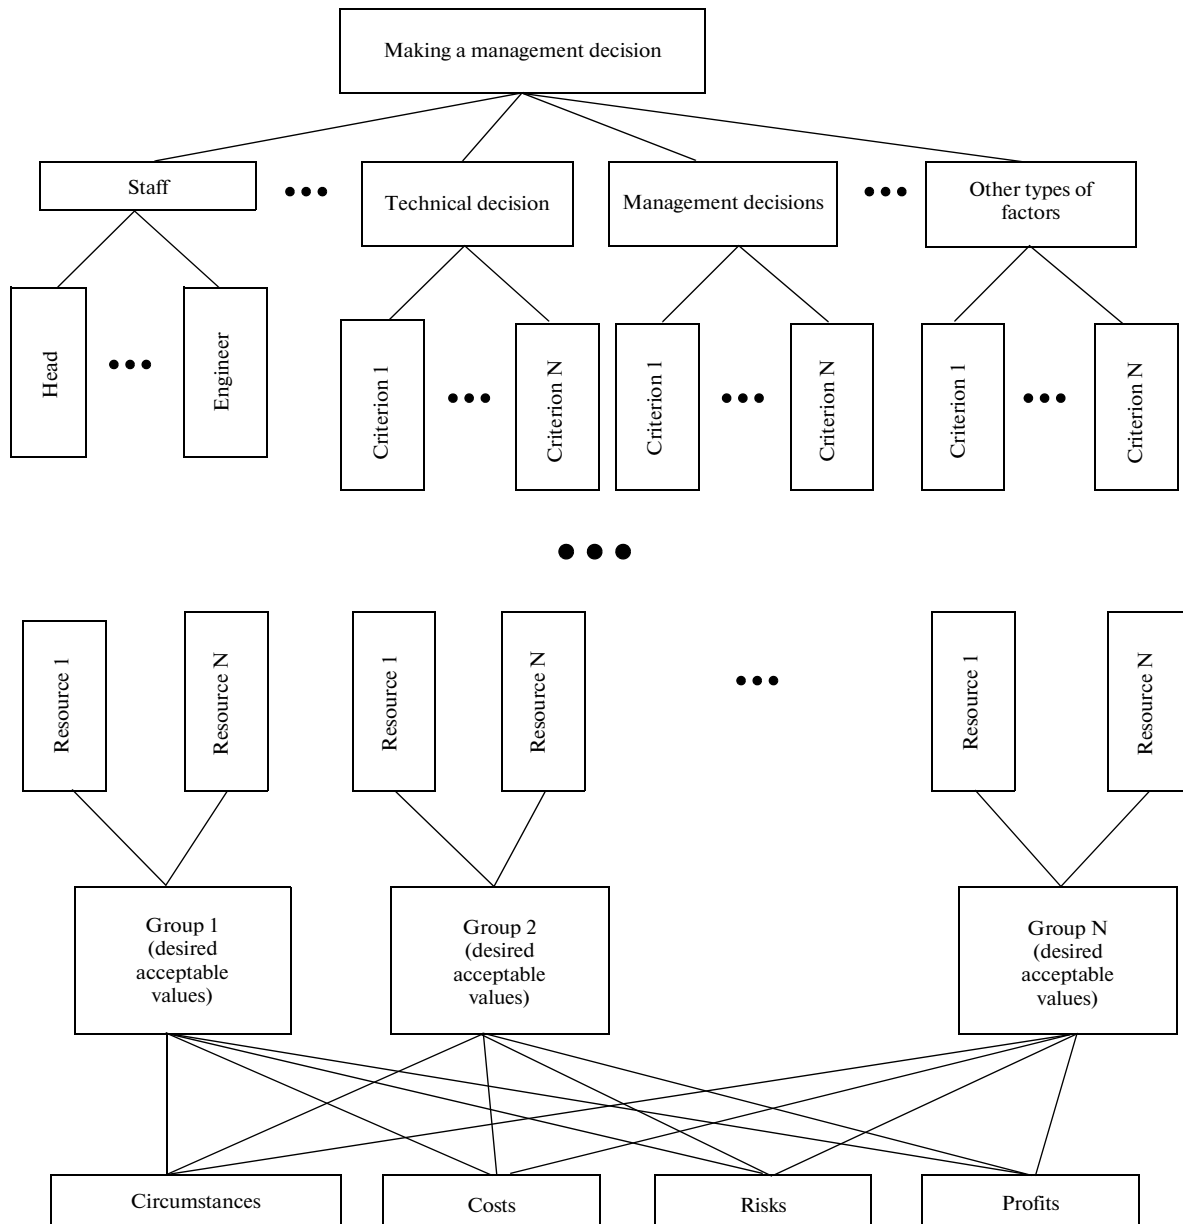 Making a management decision
Staff
Technical decision
Management decisions
Other types of
factors
Head
Engineer
Criterion 1
Criterion N
Criterion 1
Criterion N
Criterion 1
Criterion N
Resource 1
Resource N
Resource 1
Resource N
Resource 1
Resource N
Group 1
(desired
acceptable
values)
Group 2
(desired
acceptable
values)
Group N
(desired
acceptable
values)
Circumstances
Costs
Risks
Profits